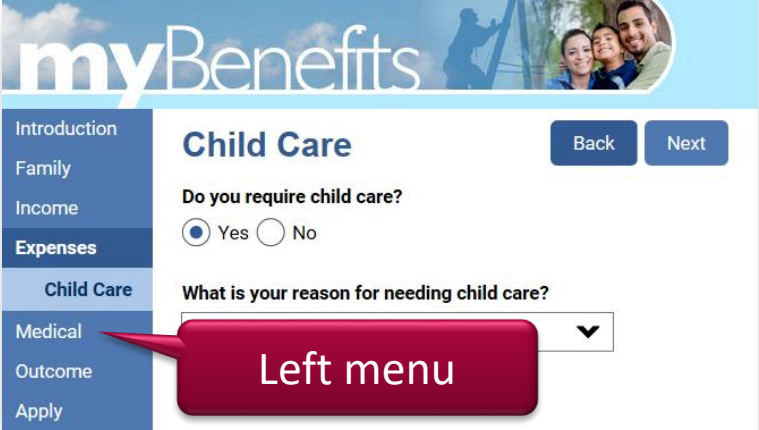 myBenefits
Introduction
Family
Income
Expenses
Child Care
Medical
Outcome
Apply
Child Care
Back
Next
Do you require child care?
Yes No
What is your reason for needing child care?
Left menu